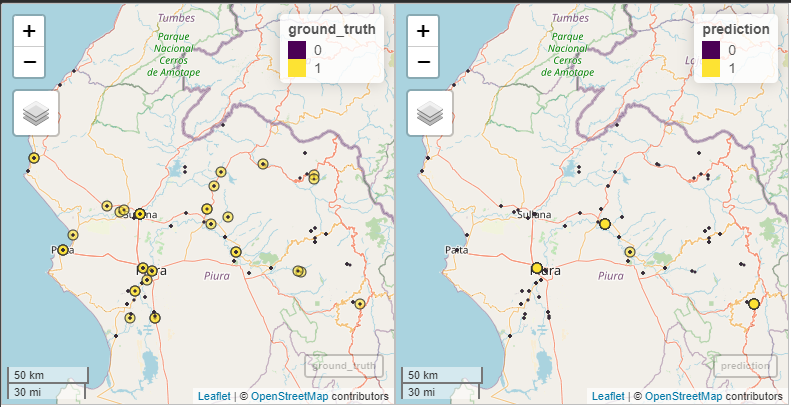 +
−
Tumbes
Parque
Nacional
Cerros
de Amotape
ground_truth
0
1
Piura
Piura
50 km
30 mi
ground_truth
Leaflet | © OpenStreetMap contributors
+
−
Tumbes
Parque
Nacional
Cerros
de Amotape
prediction
0
1
Sullana
Paita
Piura
Piura
50 km
30 mi
prediction
Leaflet | © OpenStreetMap contributors